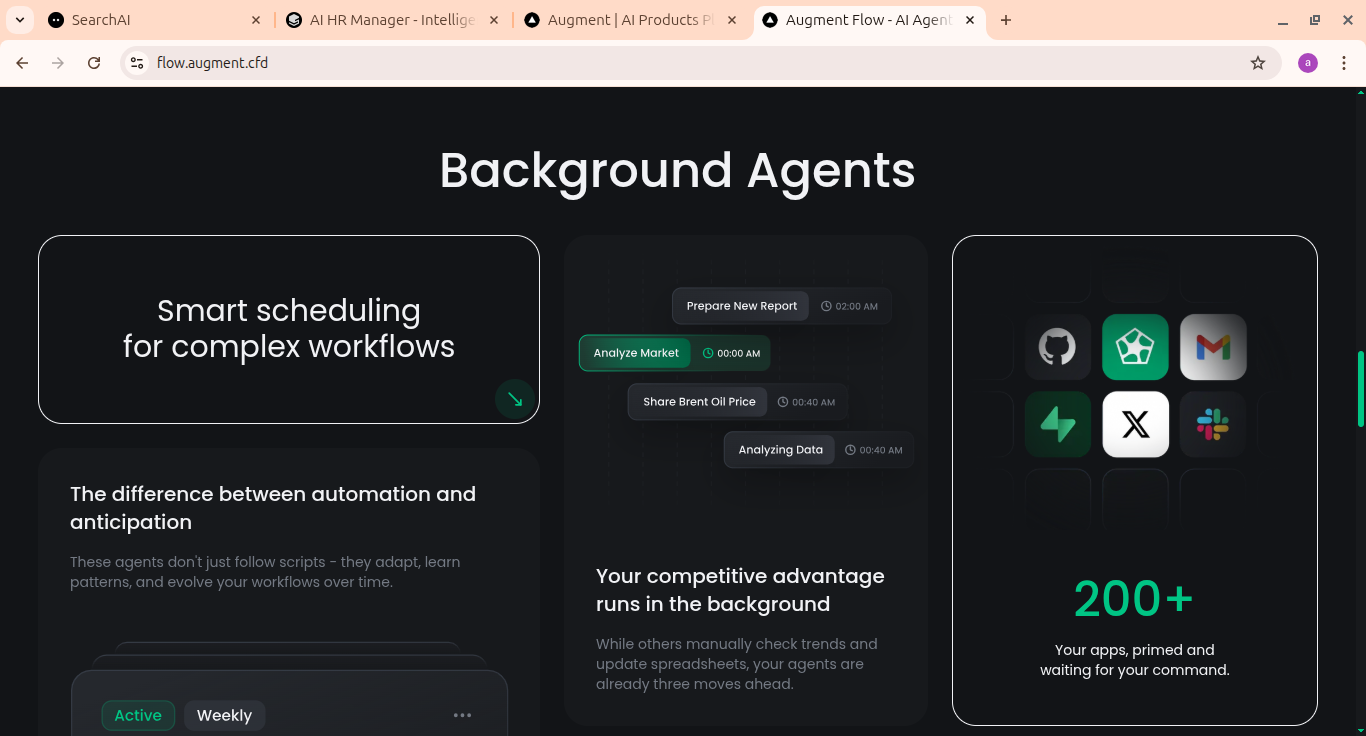 SearchAI
AI HR Manager - Intellige
Augment | AI Products Pl
Augment Flow - AI Agent
flow.augment.cfd
a
Background Agents
Smart scheduling
for complex workflows
The difference between automation and
anticipation
These agents don't just follow scripts - they adapt, learn
patterns, and evolve your workflows over time.
Active
Weekly
Prepare New Report
02:00 AM
Analyze Market
00:00 AM
Share Brent Oil Price
00:40 AM
Analyzing Data
00:40 AM
Your competitive advantage
runs in the background
While others manually check trends and
update spreadsheets, your agents are
already three moves ahead.
200+
Your apps, primed and
waiting for your command.